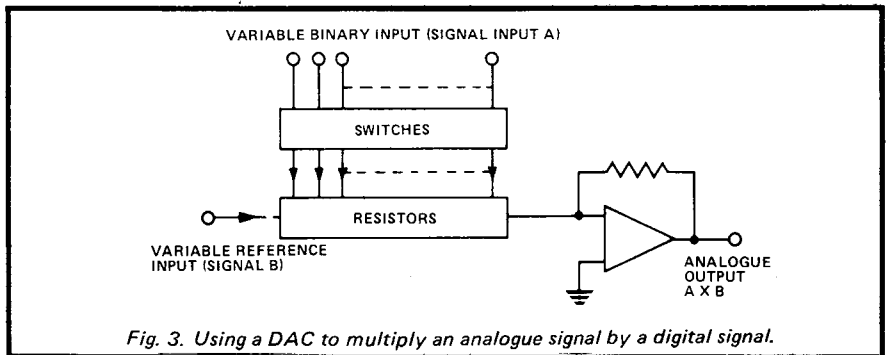 VARIABLE BINARY INPUT (SIGNAL INPUT A)
SWITCHES
RESISTORS
VARIABLE REFERENCE
INPUT (SIGNAL B)
ANALOGUE
OUTPUT
A X B
Fig. 3. Using a DAC to multiply an analogue signal by a digital signal.